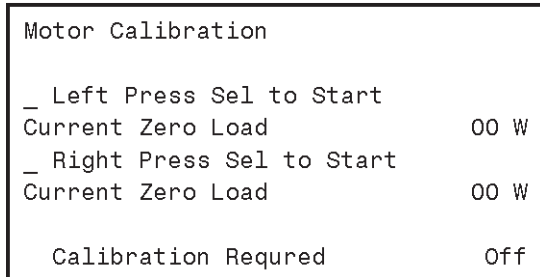 Motor Calibration
_ Left Press Sel to Start
Current Zero Load 00 W
_ Right Press Sel to Start
Current Zero Load 00 W
Calibration Requred Off